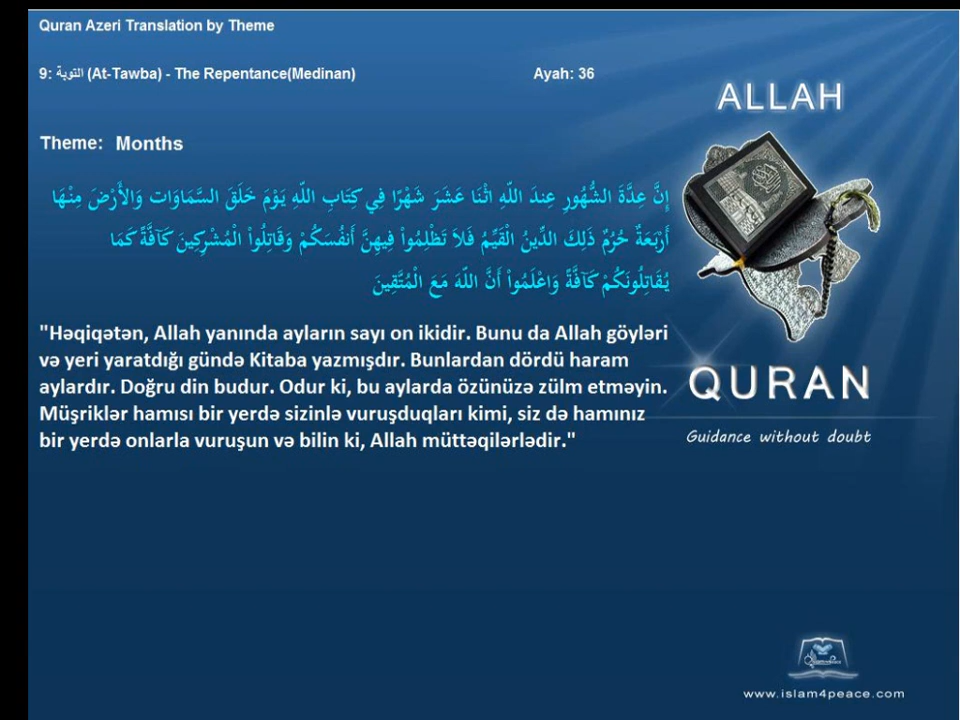 Quran Azeri Translation by Theme
9: التوبة (At-Tawba) - The Repentance(Medinan) Ayah: 36
ALLAH
Theme: Months
إِنَّ عِدَّةَ الشُّهُورِ عِندَ اللّهِ اثْنَا عَشَرَ شَهْرًا فِي كِتَابِ اللّهِ يَوْمَ خَلَقَ السَّمَاوَات وَالأَرْضَ مِنْهَا
أَرْبَعَةٌ حُرُمٌ ذَلِكَ الدِّينُ الْقَيِّمُ فَلاَ تَظْلِمُواْ فِيهِنَّ أَنفُسَكُمْ وَقَاتِلُواْ الْمُشْرِكِينَ كَآفَّةً كَمَا
يُقَاتِلُونَكُمْ كَآفَّةً وَاعْلَمُواْ أَنَّ اللّهَ مَعَ الْمُتَّقِينَ
"Həqiqətən, Allah yanında ayların sayı on ikidir. Bunu da Allah göyləri
və yeri yaratdığı gündə Kitaba yazmışdır. Bunlardan dördü haram
aylardır. Doğru din budur. Odur ki, bu aylarda özünüzə zülm etməyin.
Müşriklər hamısı bir yerdə sizinlə vuruşduqları kimi, siz də hamınız
bir yerdə onlarla vuruşun və bilin ki, Allah müttəqilərlədir."
QURAN
Guidance without doubt
www.islam4peace.com